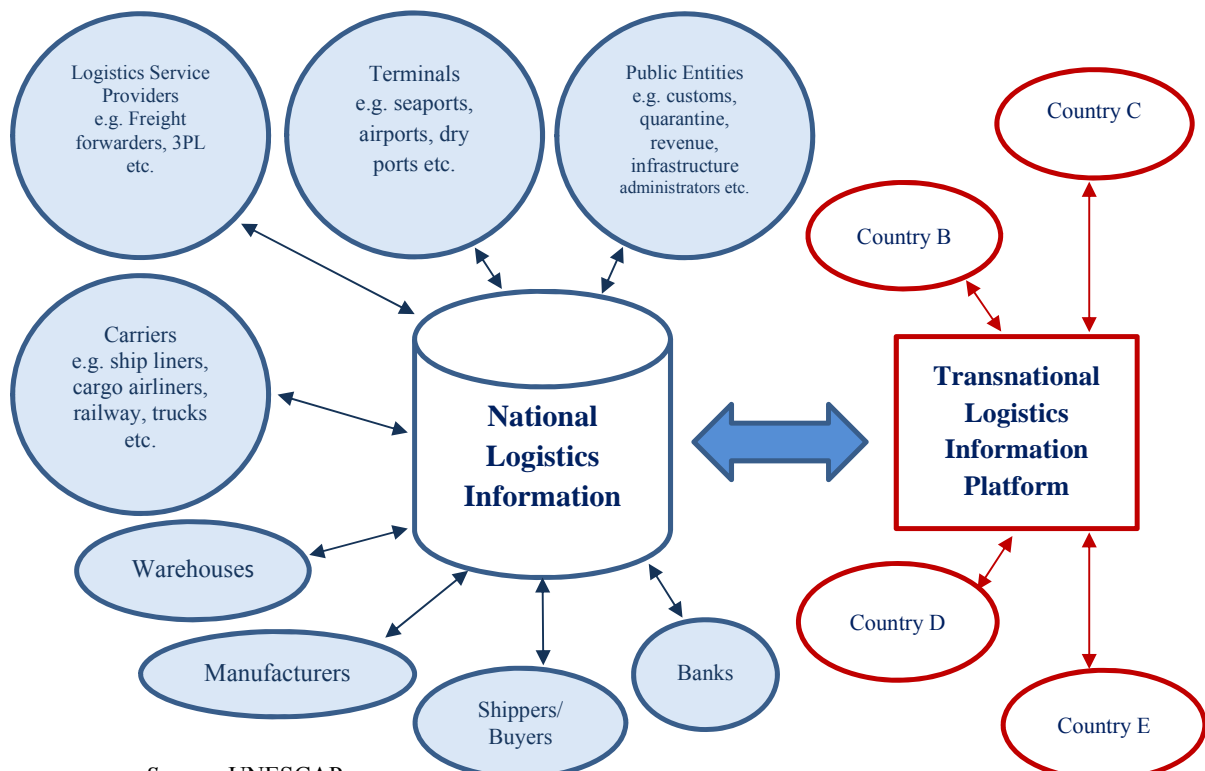 Logistics Service
Providers
e.g. Freight
forwarders, 3PL
etc.
Terminals
e.g. seaports,
airports, dry
ports etc.
Public Entities
e.g. customs,
quarantine,
revenue,
infrastructure
administrators etc.
Country C
Country B
Carriers
e.g. ship liners,
cargo airliners,
railway, trucks
etc.
National
Logistics
Information
Transnational
Logistics
Information
Platform
Warehouses
Manufacturers
Shippers/
Buyers
Banks
Country D
Country E
UNESCAP